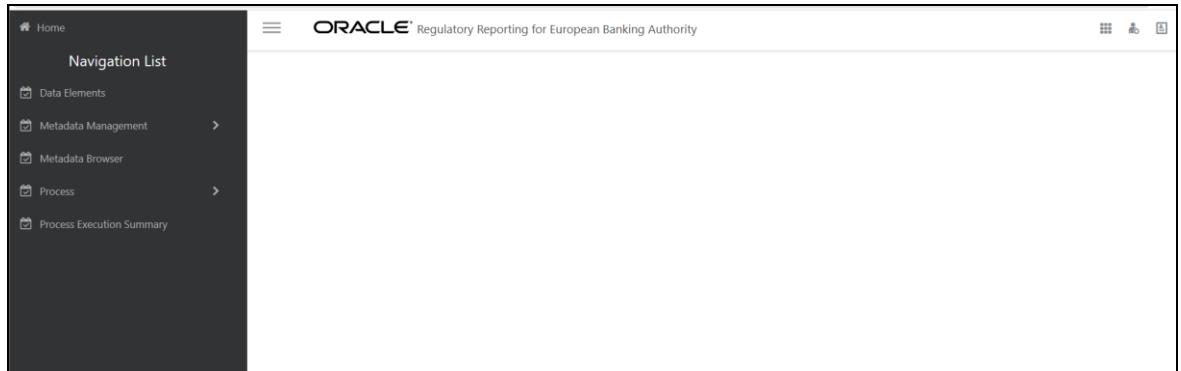 Home
ORACLE® Regulatory Reporting for European Banking Authority
Navigation List
Data Elements
Metadata Management
Metadata Browser
Process
Process Execution Summary